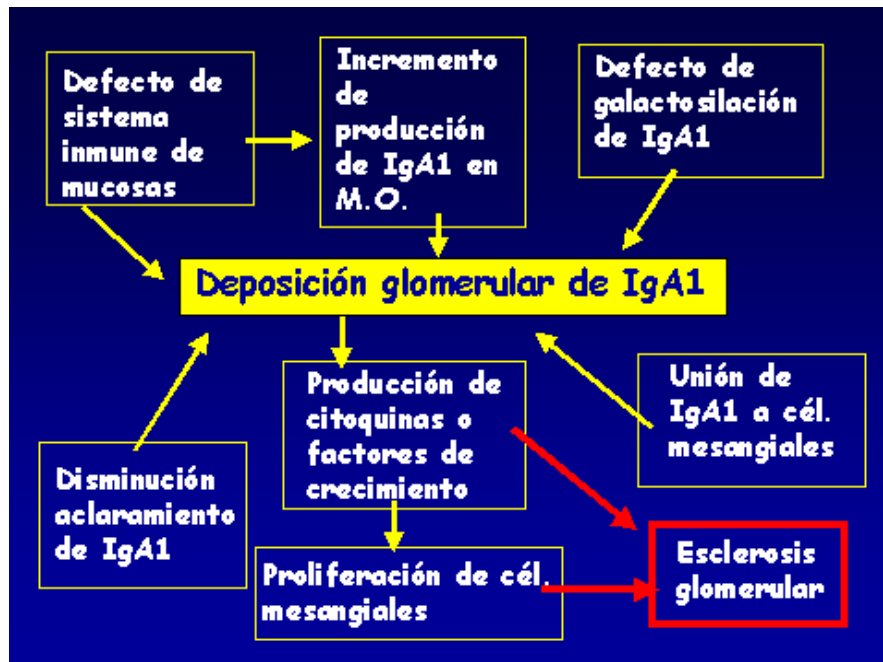 Defecto de
sistema
inmune de
mucosas
Incremento
de
producción
de IgA1 en
M.O.
Defecto de
galactosilación
de IgA1
Deposición glomerular de IgA1
Producción de
citoquinas o
factores de
crecimiento
Unión de
IgA1 a cél.
mesangiales
Disminución
aclaramiento
de IgA1
Proliferación de cél.
mesangiales
Esclerosis
glomerular